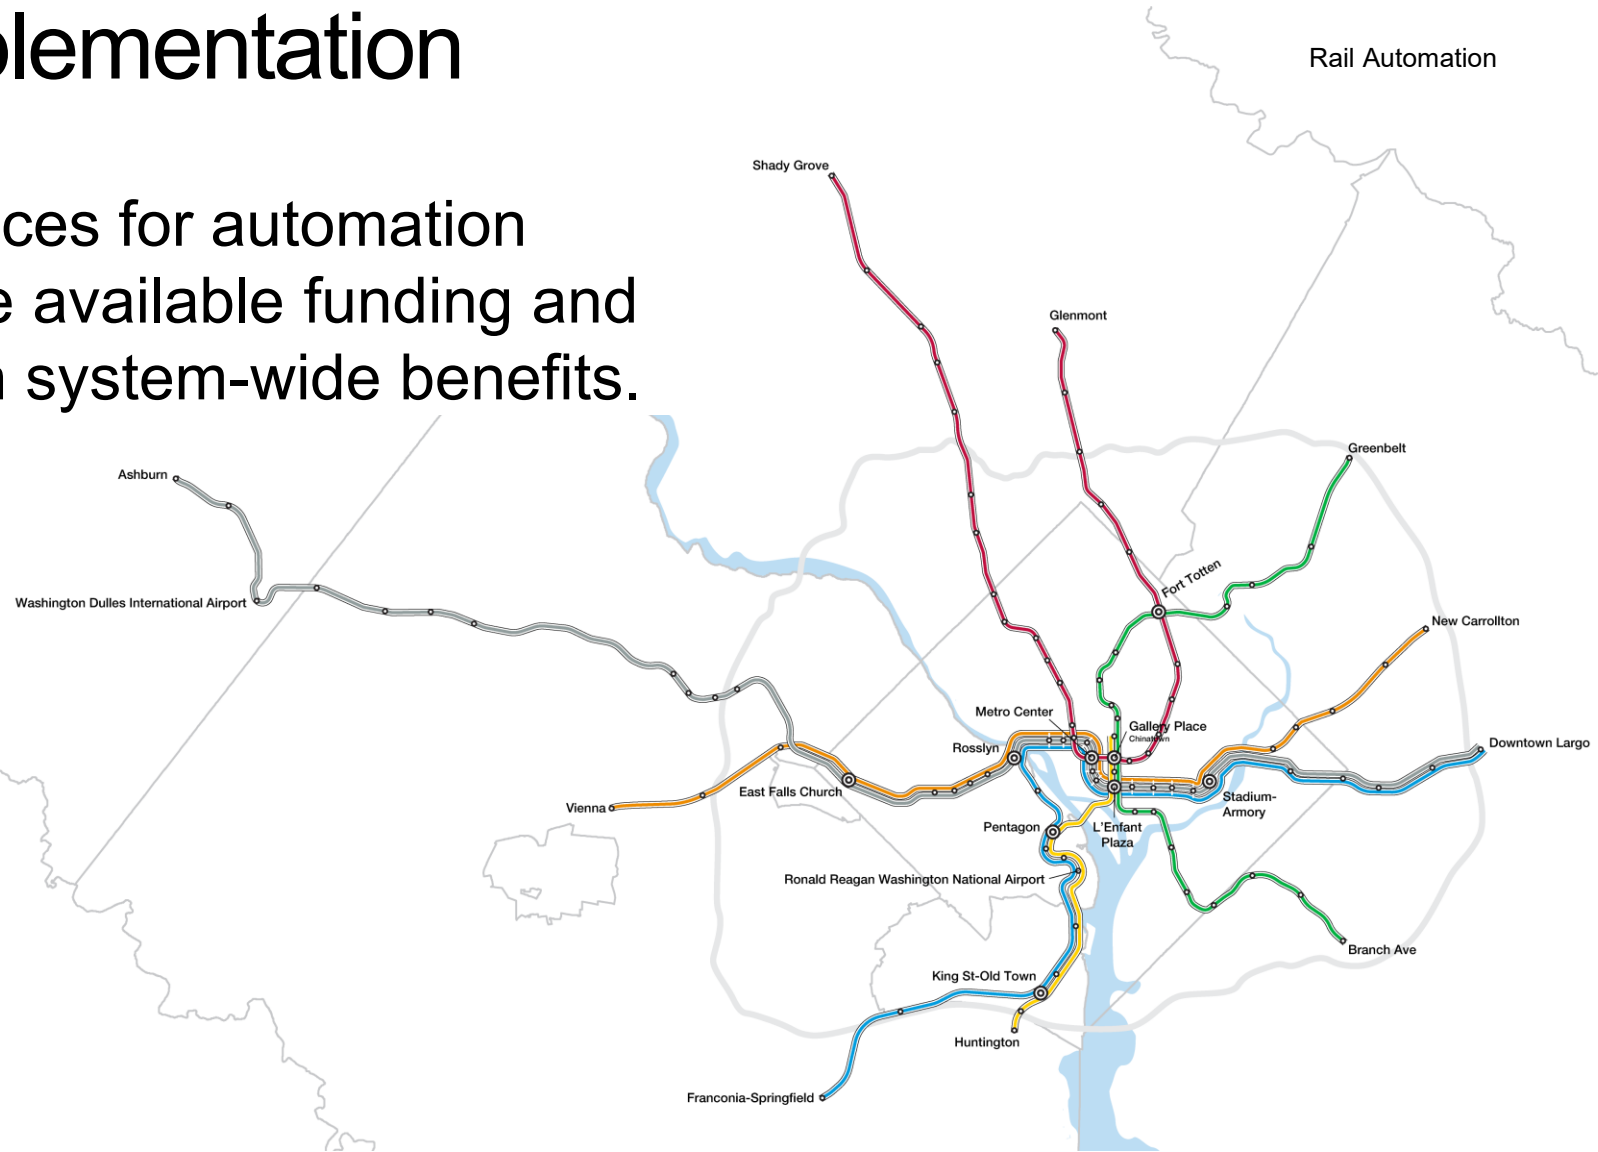 plementation
Rail Automation
ces for automation
e available funding and
system-wide benefits.
Shady Grove
Glenmont
Greenbelt
Ashburn
Fort Totten
Washington Dulles International Airport
New Carrollton
Metro Center
Gallery Place
Chinatown
Rosslyn
Downtown Largo
East Falls Church
Vienna
Stadium-
Armory
Pentagon
L'Enfant
Plaza
Ronald Reagan Washington National Airport
Branch Ave
King St-Old Town
Huntington
Franconia-Springfield